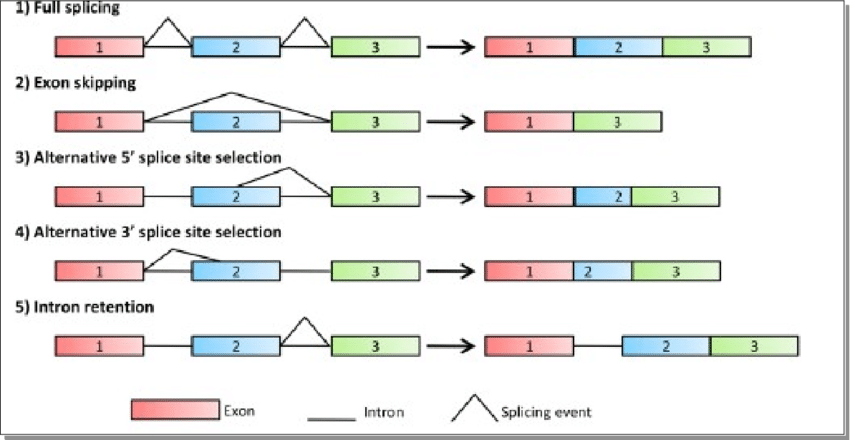 1) Full splicing
1 2 3 1 2 3
2) Exon skipping
1 2 3 1 3
3) Alternative 5’ splice site selection
1 2 3 1 2 3
4) Alternative 3’ splice site selection
1 2 3 1 2 3
5) Intron retention
1 2 3 1 2 3
Exon Intron Splicing event